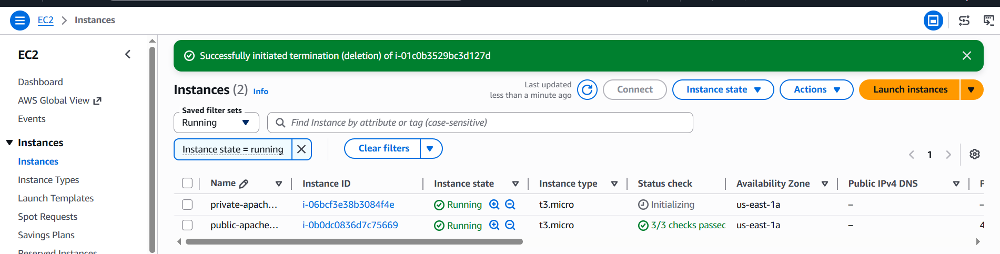 EC2 > Instances
EC2
Dashboard
AWS Global View
Events
Instances
Instances
Instance Types
Launch Templates
Spot Requests
Savings Plans
Reserved Instances
Successfully initiated termination (deletion) of i-01c0b3529bc3d127d
Instances (2) Info
Last updated
less than a minute ago
Connect
Instance state
Actions
Launch instances
Saved filter sets
Running
Find Instance by attribute or tag (case-sensitive)
Instance state = running
Clear filters
1
Name Instance ID Instance state Instance type Status check Availability Zone Public IPv4 DNS
private-apach... i-06bcf3e38b3084f4e Running t3.micro Initializing us-east-1a – –
public-apache... i-0b0dc0836d7c75669 Running t3.micro 3/3 checks passed us-east-1a – 4